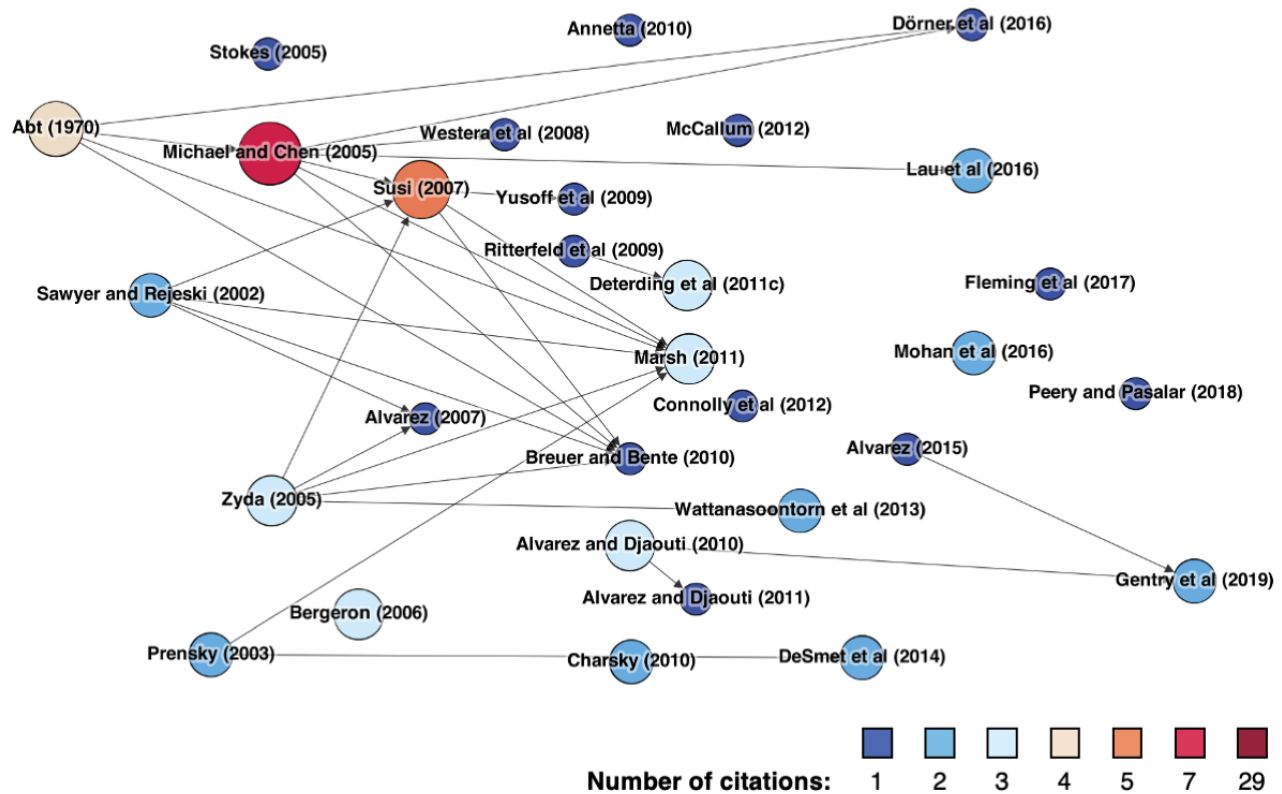 Annetta (2010)
Dörner et al (2016)
Stokes (2005)
Abt (1970)
Westera et al (2008)
McCallum (2012)
Michael and Chen (2005)
Lau et al (2016)
Susi (2007)
Yusoff et al (2009)
Ritterfeld et al (2009)
Deterding et al (2011c)
Fleming et al (2017)
Sawyer and Rejeski (2002)
Marsh (2011)
Mohan et al (2016)
Peery and Pasalar (2018)
Connolly et al (2012)
Alvarez (2007)
Alvarez (2015)
Breuer and Bente (2010)
Zyda (2005)
Wattanasoontorn et al (2013)
Alvarez and Djaouti (2010)
Gentry et al (2019)
Alvarez and Djaouti (2011)
Bergeron (2006)
Prensky (2003)
Charsky (2010)
DeSmet et al (2014)
Number of citations: 1 2 3 4 5 7 29